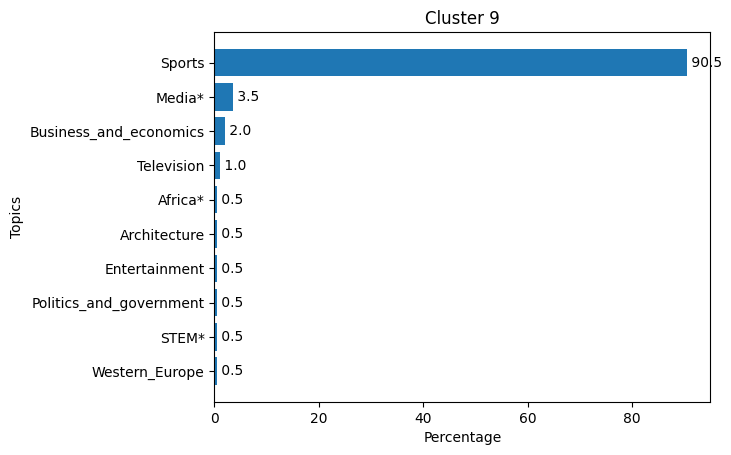 Cluster 9
Topics
Sports 90.5
Media* 3.5
Business_and_economics 2.0
Television 1.0
Africa* 0.5
Architecture 0.5
Entertainment 0.5
Politics_and_government 0.5
STEM* 0.5
Western_Europe 0.5
0 20 40 60 80
Percentage